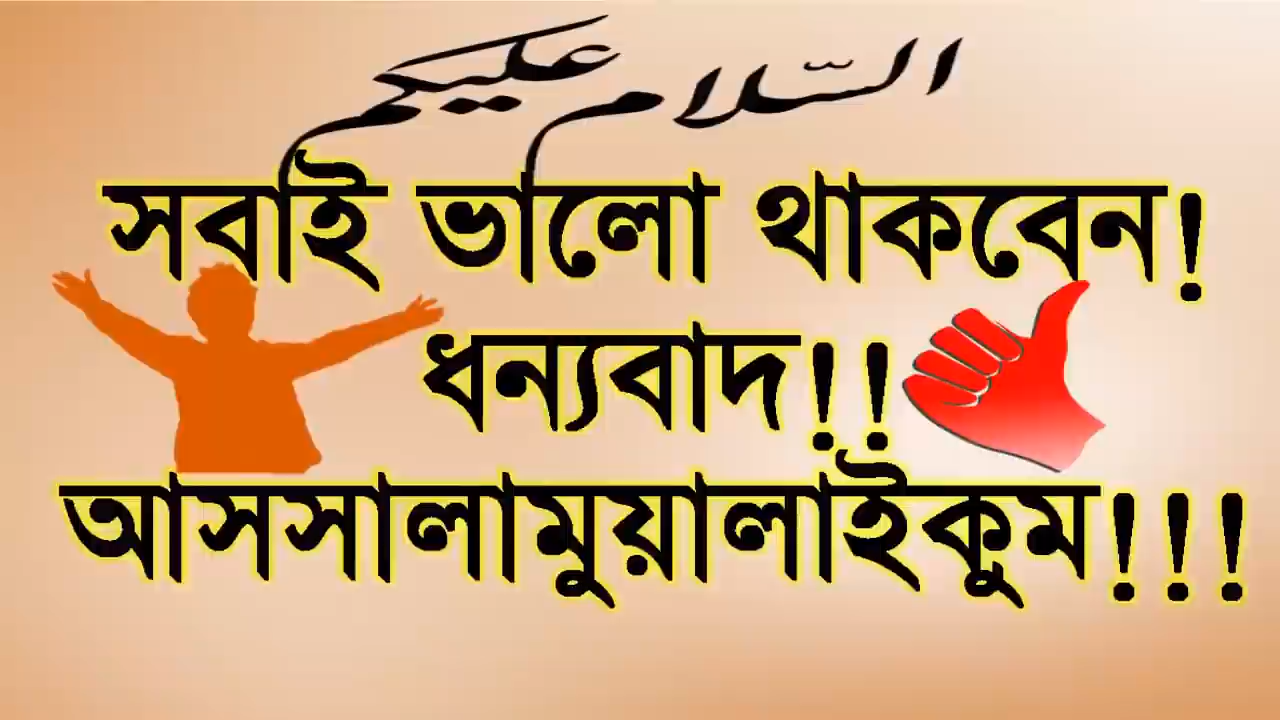 السلام عليكم
সবাই ভালো থাকবেন!
ধন্যবাদ!!
আসসালামুয়ালাইকুম!!!